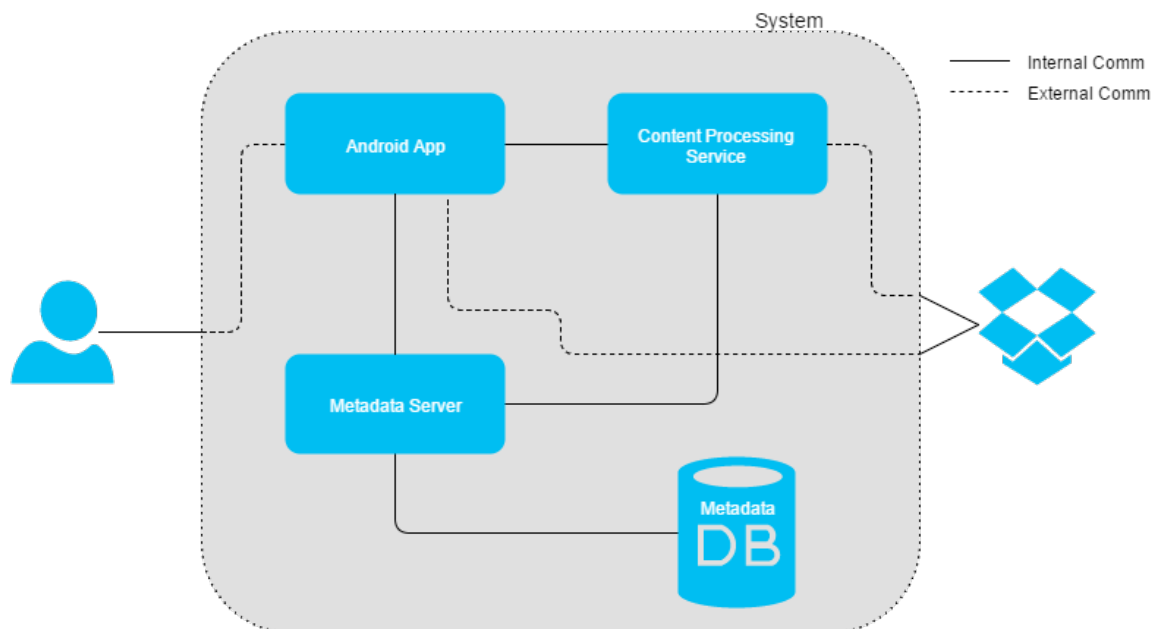 System
Internal Comm
External Comm
Android App
Content Processing
Service
Metadata Server
Metadata
DB